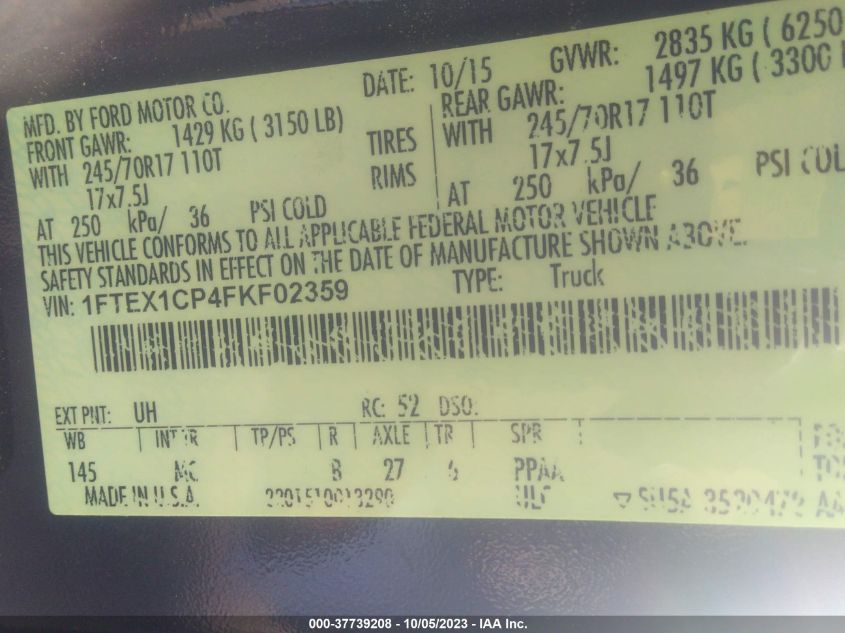 MFD. BY FORD MOTOR CO.
DATE: 10/15 GVWR: 2835 KG ( 6250
FRONT GAWR: 1429 KG ( 3150 LB) REAR GAWR: 1497 KG ( 3300
WITH 245/70R17 110T TIRES WITH 245/70R17 110T
17x7.5J RIMS 17x7.5J
AT 250 kPa/ 36 PSI COLD AT 250 kPa/ 36 PSI COLD
THIS VEHICLE CONFORMS TO ALL APPLICABLE FEDERAL MOTOR VEHICLE
SAFETY STANDARDS IN EFFECT ON THE DATE OF MANUFACTURE SHOWN ABOVE.
VIN: 1FTEX1CP4FKF02359 TYPE: Truck
EXT PNT: UH RC: 52 DSO:
WB INT TR TP/PS R AXLE TR SPR
145 MC B 27 6 PPAA
MADE IN U.S.A. ULC
000-37739208 - 10/05/2023 - IAA Inc.